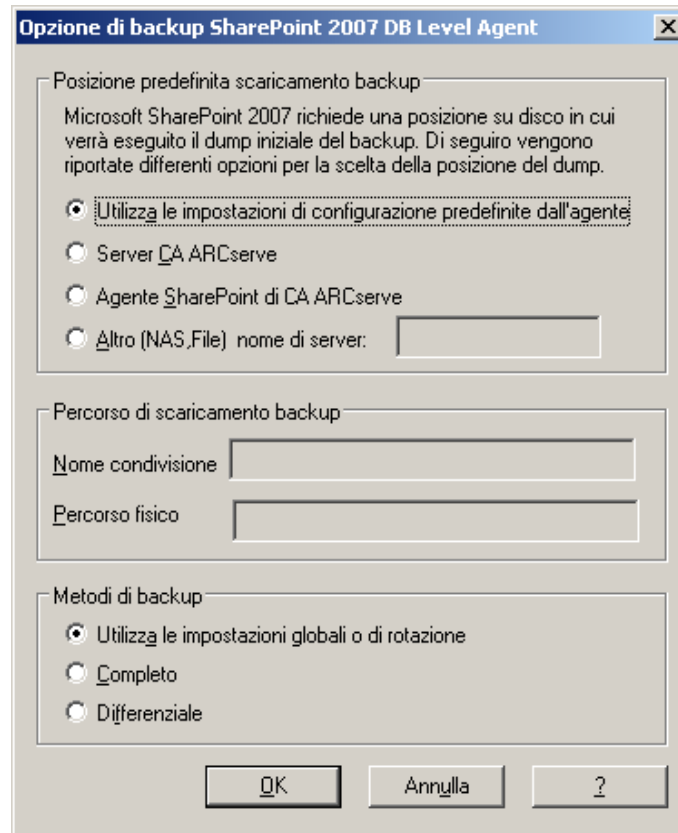 Opzione di backup SharePoint 2007 DB Level Agent
Posizione predefinita scaricamento backup
Microsoft SharePoint 2007 richiede una posizione su disco in cui
verrà eseguito il dump iniziale del backup. Di seguiro vengono
riportate differenti opzioni per la scelta della posizione del dump.
Utilizza le impostazioni di configurazione predefinite dall'agente
Server CA ARCserve
Agente SharePoint di CA ARCserve
Altro (NAS,File) nome di server:
Percorso di scaricamento backup
Nome condivisione
Percorso fisico
Metodi di backup
Utilizza le impostazioni globali o di rotazione
Completo
Differenziale
OK Annulla ?